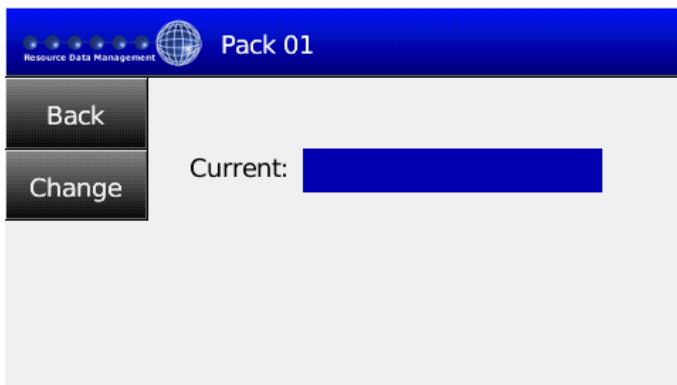 Resource Data Management
Pack 01
Back
Current:
Change